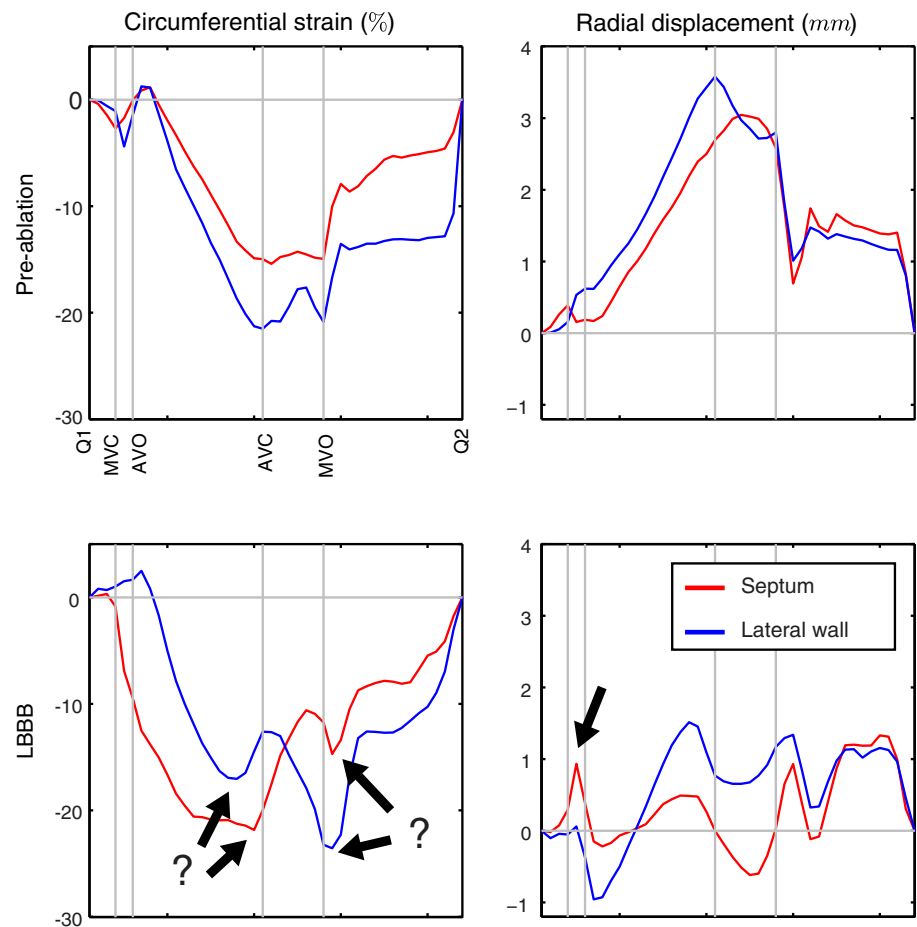 Circumferential strain (%)
Radial displacement (mm)
Pre-ablation
0
-10
-20
-30
Q1
MVC
AVO
AVC
MVO
Q2
4
3
2
1
0
−1
LBBB
0
-10
-20
-30
?
?
4
3
2
1
0
−1
Septum
Lateral wall